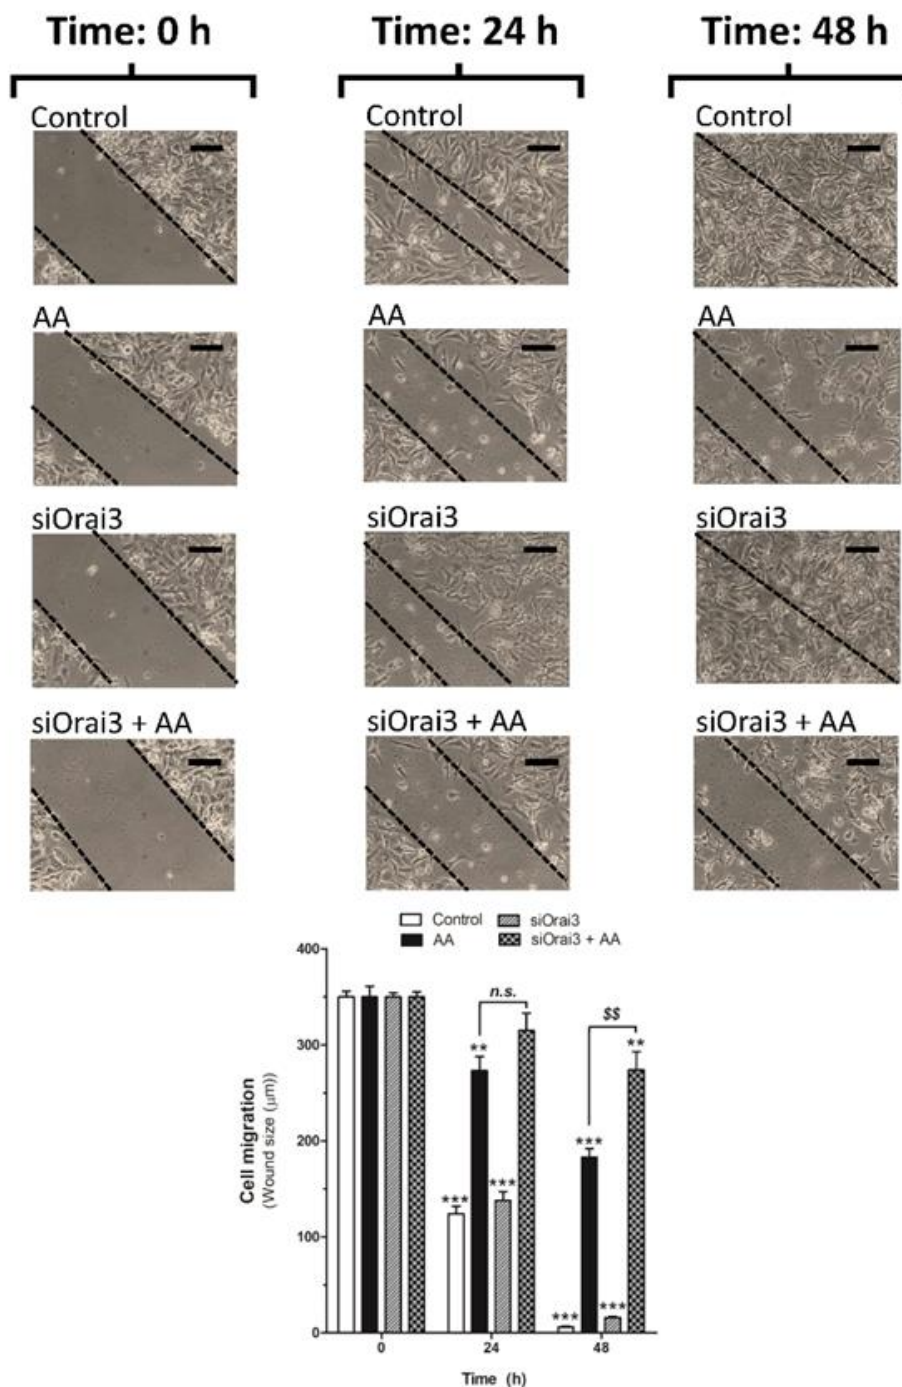 Time: 0 h Time: 24 h Time: 48 h
Control Control Control
AA AA AA
siOrai3 siOrai3 siOrai3
siOrai3 + AA siOrai3 + AA siOrai3 + AA
Control siOrai3
AA siOrai3 + AA
400
300
200
100
0
Cell migration
(Wound size (μm))
n.s.
$$
** **
*** *** ***
*** ***
0 24 48
Time (h)